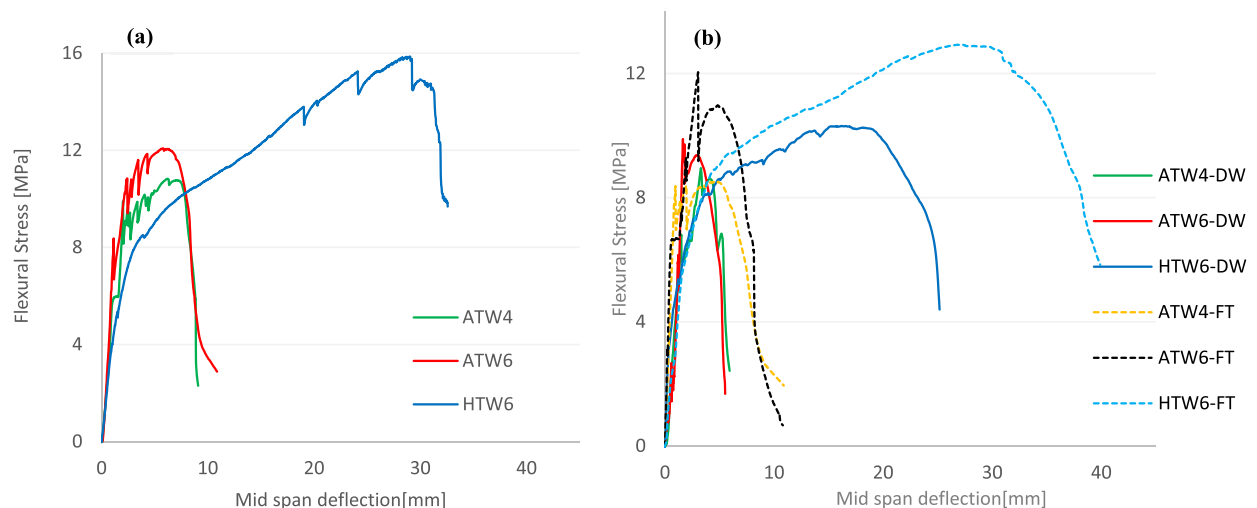 (a)
Flexural Stress [MPa]
16
12
8
4
0
0 10 20 30 40
Mid span deflection[mm]
ATW4
ATW6
HTW6
(b)
Flexural Stress [MPa]
12
8
4
0
0 10 20 30 40
Mid span deflection[mm]
ATW4-DW
ATW6-DW
HTW6-DW
ATW4-FT
ATW6-FT
HTW6-FT